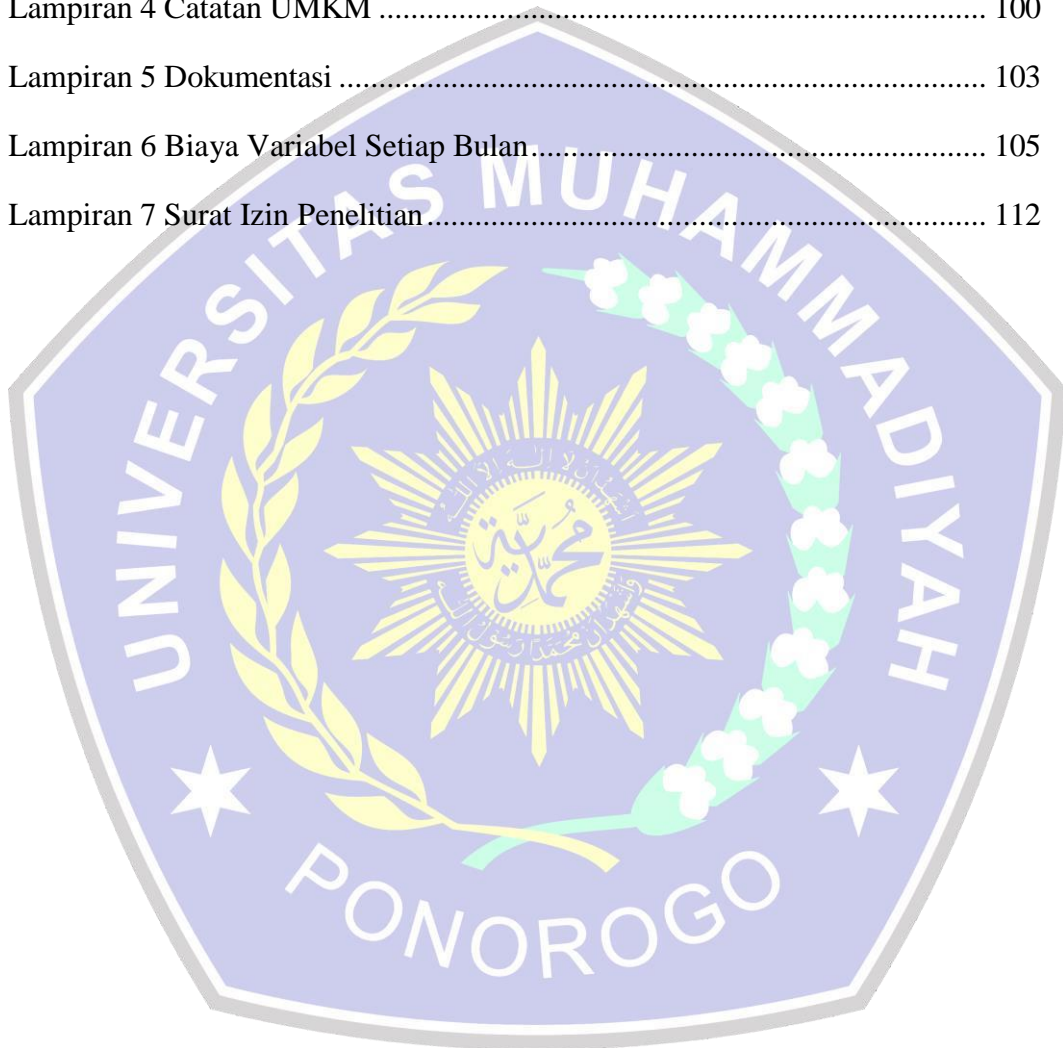 Lampiran 4 Catatan UMKM ............................................................................... 100
Lampiran 5 Dokumentasi .................................................................................... 103
Lampiran 6 Biaya Variabel Setiap Bulan ........................................................... 105
Lampiran 7 Surat Izin Penelitian ........................................................................ 112
UNIVERSITAS MUHAMMADIYAH
محمدية
PONOROGO